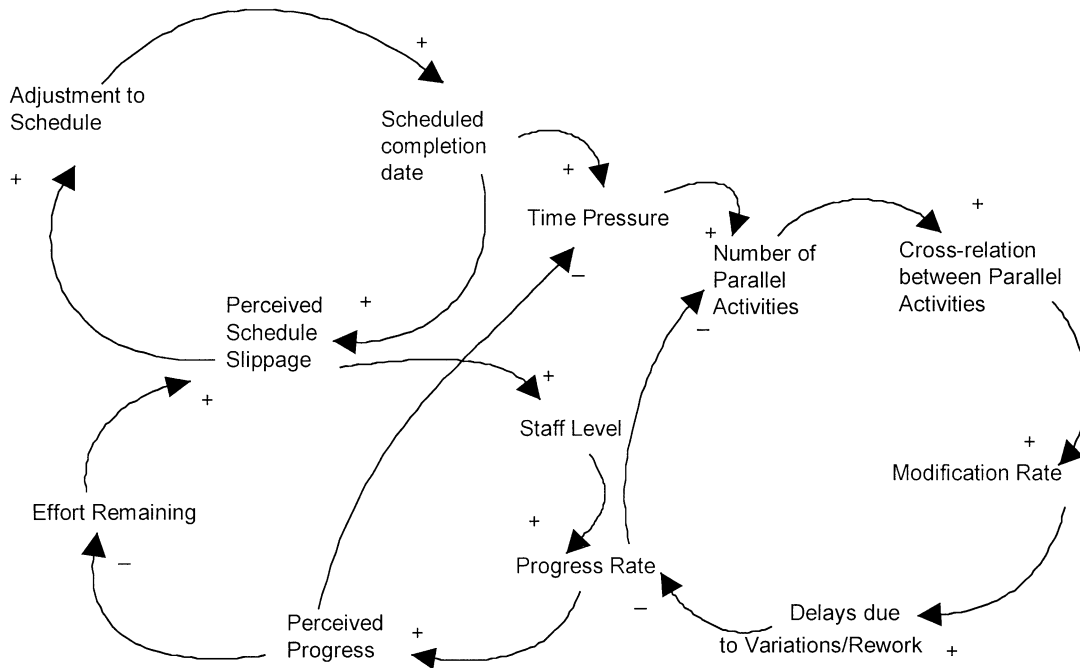 +
Adjustment to
Schedule
Scheduled
completion
date
+
+
Time Pressure
+
+
Number of
Parallel
Activities
Cross-relation
between Parallel
Activities
–
Perceived
Schedule
Slippage
+
–
+
+
Staff Level
+
Modification Rate
Effort Remaining
+
–
Progress Rate
–
Delays due
to Variations/Rework
+
Perceived
Progress
+